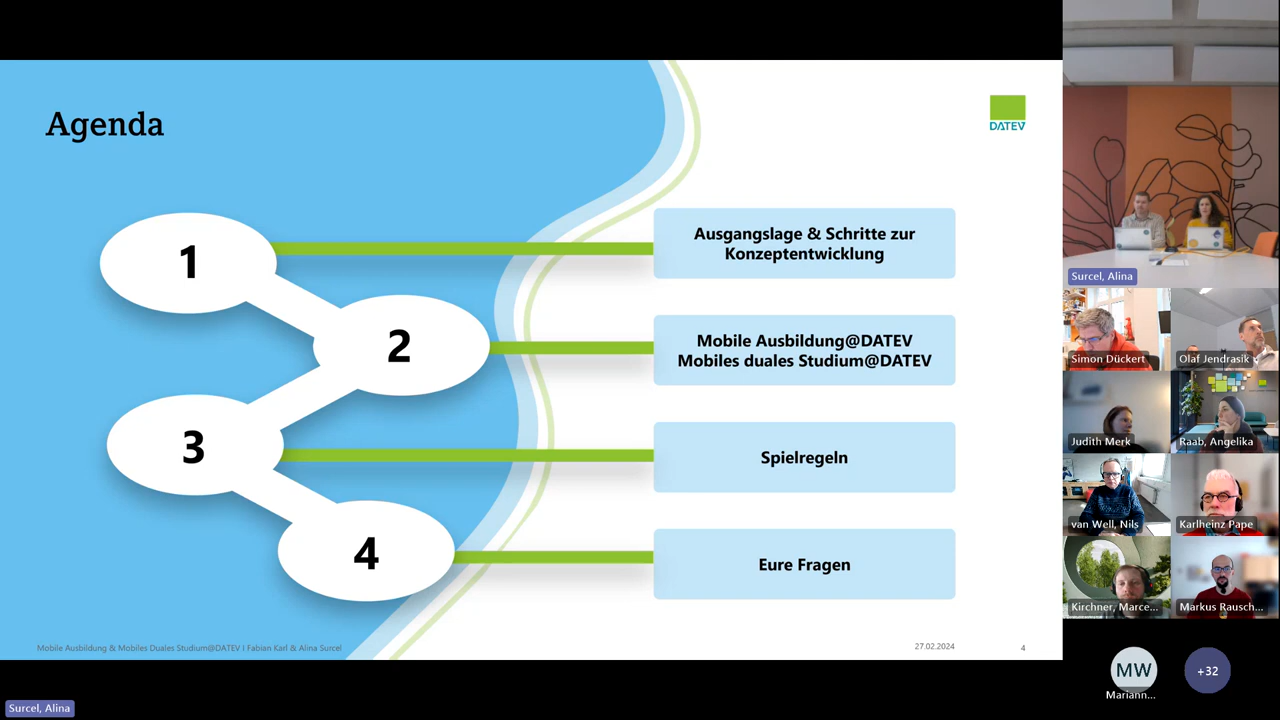 Agenda
DATEV
1
Ausgangslage & Schritte zur
Konzeptentwicklung
2
Mobile Ausbildung@DATEV
Mobiles duales Studium@DATEV
3
Spielregeln
4
Eure Fragen
Mobile Ausbildung & Mobiles Duales Studium@DATEV I Fabian Karl & Alina Surcel
27.02.2024
4
Surcel, Alina
Surcel, Alina
Simon Dückert
Olaf Jendrasik
Judith Merk
Raab, Angelika
van Well, Nils
Karlheinz Pape
Kirchner, Marce...
Markus Rausch...
MW
Mariann...
+32